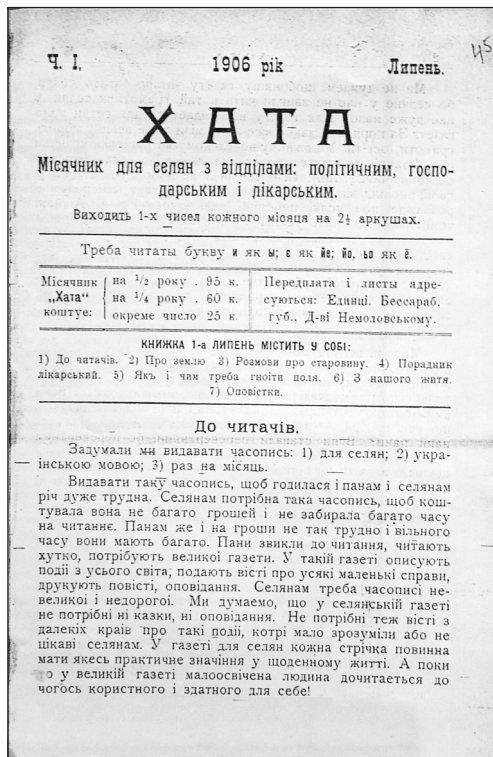 45
Ч. I. 1906 рік Липень.
ХАТА
Місячник для селян з відділами: політичним, госпо-
дарським і лікарським.
Виходить 1-х чисел кожного місяця на 2½ аркушах.
Треба читаты букву и як ы; є як йе; йо, ьо як ё.
Місячник „Хата“ коштує:
на ½ року . 95 к.
на ¼ року . 60 к.
окреме число 25 к.
Передплата і листы адре-
суються: Единці. Бессараб.
губ., Д-ві Немоловському.
КНИЖКА 1-а ЛИПЕНЬ МІСТИТЬ У СОБІ:
1) До читачів. 2) Про землю 3) Розмови про старовину. 4) Порадник
лікарський. 5) Якъ і чим треба гноїти поля. 6) З нашого життя.
7) Оповістки.
До читачів.
Задумали ми видавати часопись: 1) для селян; 2) укра-
їнською мовою; 3) раз на місяць.
Видавати таку часопись, щоб годилася і панам і селянам
річ дуже трудна. Селянам потрібна така часопись, щоб кош-
тувала вона не багато грошей і не забирала багато часу
на читаннє. Панам же і на гроши не так трудно і вільного
часу вони мають багато. Пани звикли до читання, читають
хутко, потрібують великої газети. У такій газеті описують
події з усього світа, подають вісті про усякі маленькі справи,
друкують повісті, оповідання. Селянам треба часописі не-
великої і недорогої. Ми думаємо, що у селянській газеті
не потрібні ні казки, ні оповідання. Не потрібні теж вісті з
далекіх краів про такі події, котрі мало зрозуміли або не
цікаві селянам. У газеті для селян кожна стрічка повинна
мати якесь практичне значіння у щоденному житті. А поки
о у великій газеті малоосвічена людина дочитається до
чогось користного і здатного для себе!